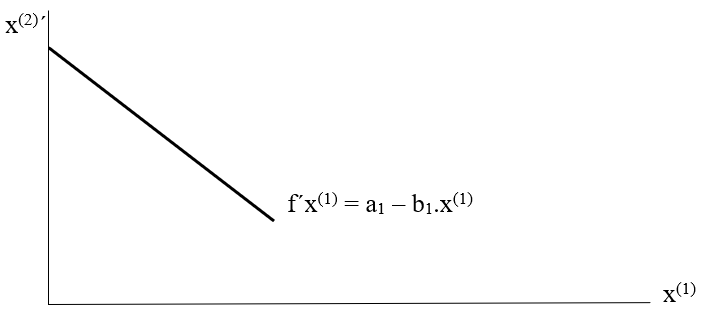 x⁽²⁾´
f´x⁽¹⁾ = a₁ – b₁.x⁽¹⁾
x⁽¹⁾